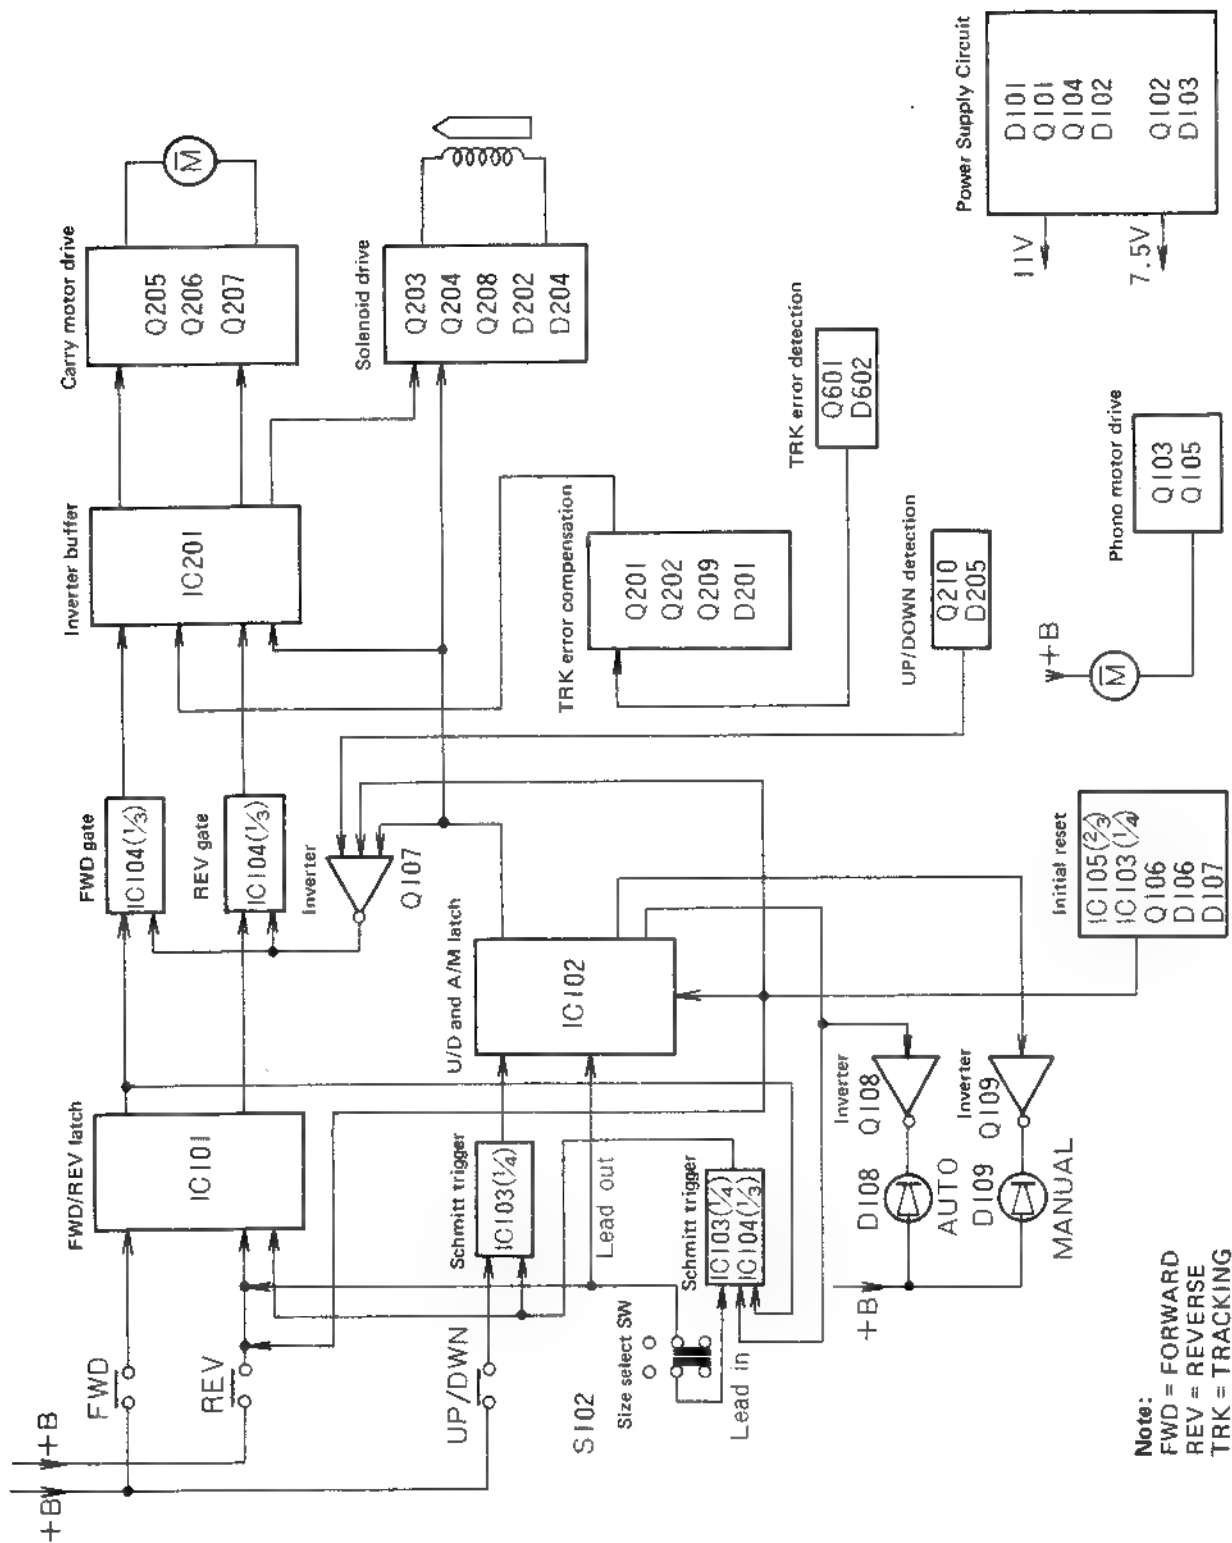 +B
+B
FWD
REV
UP/DWN
S102
Size select SW
Lead in
FWD/REV latch
IC101
Schmitt trigger
IC103(¼)
Lead out
Schmitt trigger
IC103(¼)
IC104(⅓)
+B
D108
AUTO
D109
MANUAL
Inverter
Q108
Inverter
Q109
U/D and A/M latch
IC102
FWD gate
IC104(⅓)
REV gate
IC104(⅓)
Inverter
Q107
Initial reset
IC105(⅔)
IC103(¼)
Q106
D106
D107
Inverter buffer
IC201
TRK error compensation
Q201
Q202
Q209
D201
UP/DOWN detection
Q210
D205
+B
M
Phono motor drive
Q103
Q105
TRK error detection
Q601
D602
Carry motor drive
Q205
Q206
Q207
M
Solenoid drive
Q203
Q204
Q208
D202
D204
Power Supply Circuit
D101
Q101
Q104
D102
Q102
D103
11V
7.5V
Note:
FWD = FORWARD
REV = REVERSE
TRK = TRACKING